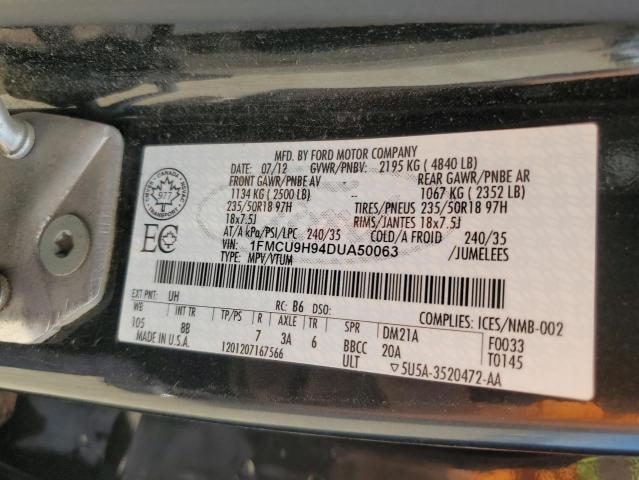 MFD. BY FORD MOTOR COMPANY
DATE: 07/12 GVWR/PNBV: 2195 KG ( 4840 LB)
FRONT GAWR/PNBE AV REAR GAWR/PNBE AR
1134 KG ( 2500 LB) -- 1067 KG ( 2352 LB)
235/50R18 97H TIRES/PNEUS 235/50R18 97H
18x7.5J RIMS/JANTES 18x7.5J
AT/A kPa/PSI/LPC 240/35 COLD/A FROID 240/35
VIN: 1FMCU9H94DUA50063 /JUMELEES
TYPE: MPV/VTUM
CANADA
977
EC
EXT PNT: UH RC: B6 DSO: COMPLIES: ICES/NMB-002
WB TP/PS R AXLE TR SPR DM21A F0033
105 BB 7 3A 6 BBCC 20A T0145
1201207167566 ULT 5U5A-3520472-AA